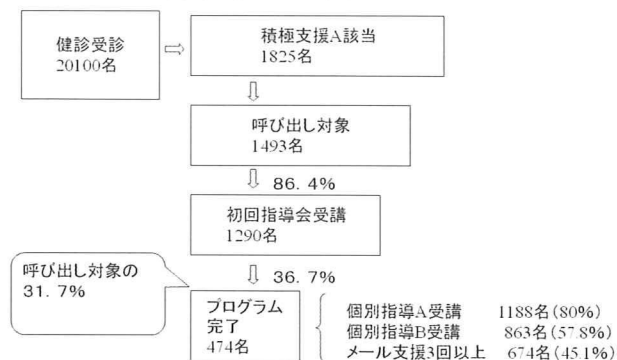 健診受診
20100名
積極支援A該当
1825名
呼び出し対象
1493名
86. 4%
初回指導会受講
1290名
36. 7%
呼び出し対象の
31. 7%
プログラム
完了
474名
個別指導A受講 1188名(80%)
個別指導B受講 863名(57.8%)
メール支援3回以上 674名(45.1%)